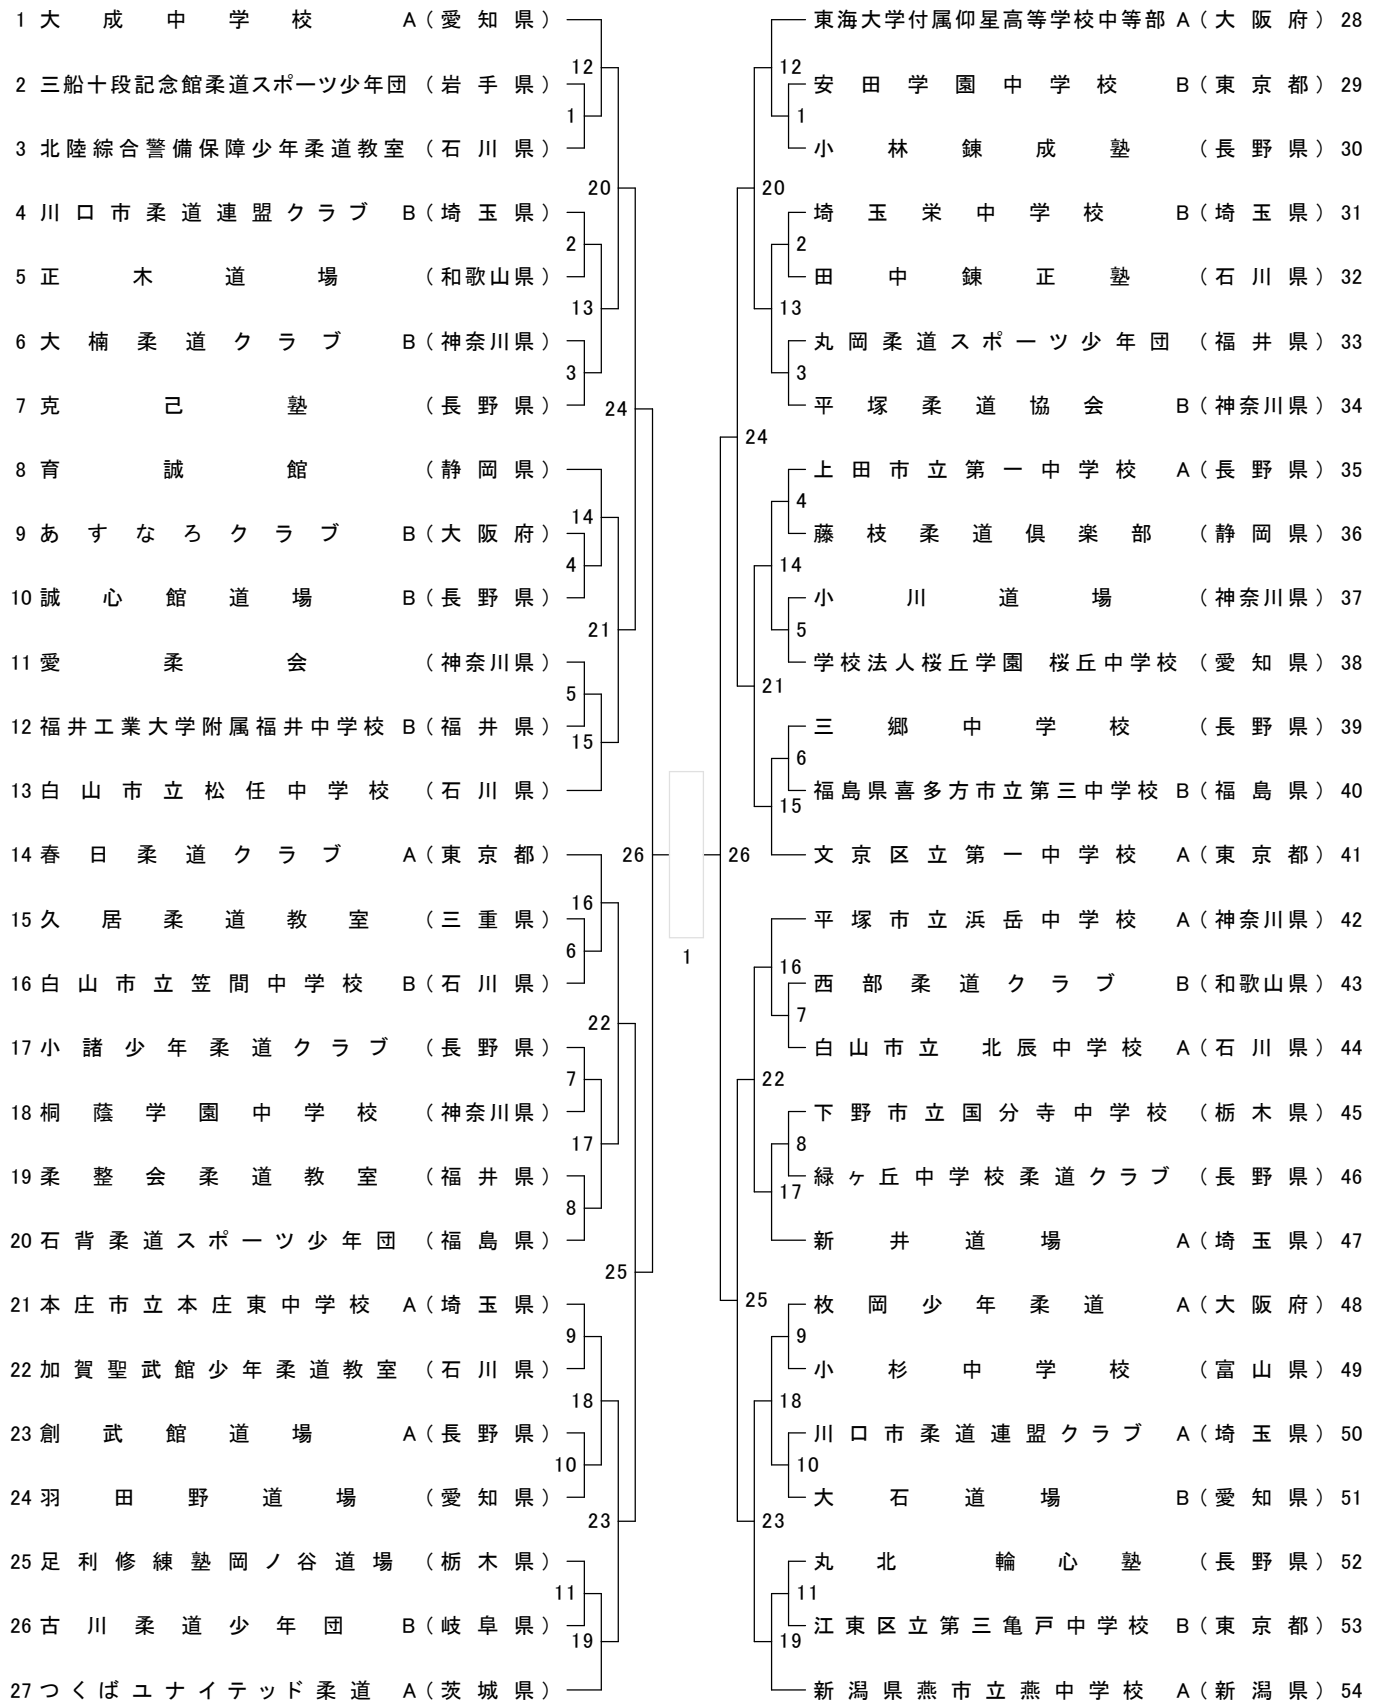 1 大成中学校 A（愛知県）
2 三船十段記念館柔道スポーツ少年団（岩手県）
3 北陸綜合警備保障少年柔道教室（石川県）
4 川口市柔道連盟クラブ B（埼玉県）
5 正木道場（和歌山県）
6 大楠柔道クラブ B（神奈川県）
7 克己塾（長野県）
8 育誠館（静岡県）
9 あすなろクラブ B（大阪府）
10 誠心館道場 B（長野県）
11 愛柔会（神奈川県）
12 福井工業大学附属福井中学校 B（福井県）
13 白山市立松任中学校（石川県）
14 春日柔道クラブ A（東京都）
15 久居柔道教室（三重県）
16 白山市立笠間中学校 B（石川県）
17 小諸少年柔道クラブ（長野県）
18 桐蔭学園中学校（神奈川県）
19 柔整会柔道教室（福井県）
20 石背柔道スポーツ少年団（福島県）
21 本庄市立本庄東中学校 A（埼玉県）
22 加賀聖武館少年柔道教室（石川県）
23 創武館道場 A（長野県）
24 羽田野道場（愛知県）
25 足利修練塾岡ノ谷道場（栃木県）
26 古川柔道少年団 B（岐阜県）
27 つくばユナイテッド柔道 A（茨城県）
12
1
20
2
13
3
24
14
4
21
5
15
26
16
6
22
7
17
8
25
9
18
10
23
11
19
1
東海大学付属仰星高等学校中等部 A（大阪府）28
安田学園中学校 B（東京都）29
小林錬成塾（長野県）30
埼玉栄中学校 B（埼玉県）31
田中錬正塾（石川県）32
丸岡柔道スポーツ少年団（福井県）33
平塚柔道協会 B（神奈川県）34
上田市立第一中学校 A（長野県）35
藤枝柔道倶楽部（静岡県）36
小川道場（神奈川県）37
学校法人桜丘学園 桜丘中学校（愛知県）38
三郷中学校（長野県）39
福島県喜多方市立第三中学校 B（福島県）40
文京区立第一中学校 A（東京都）41
平塚市立浜岳中学校 A（神奈川県）42
西部柔道クラブ B（和歌山県）43
白山市立 北辰中学校 A（石川県）44
下野市立国分寺中学校（栃木県）45
緑ヶ丘中学校柔道クラブ（長野県）46
新井道場 A（埼玉県）47
枚岡少年柔道 A（大阪府）48
小杉中学校（富山県）49
川口市柔道連盟クラブ A（埼玉県）50
大石道場 B（愛知県）51
丸北 輪心塾（長野県）52
江東区立第三亀戸中学校 B（東京都）53
新潟県燕市立燕中学校 A（新潟県）54
12
1
20
2
13
3
24
4
14
5
21
6
15
26
16
7
22
8
17
25
9
18
10
23
11
19